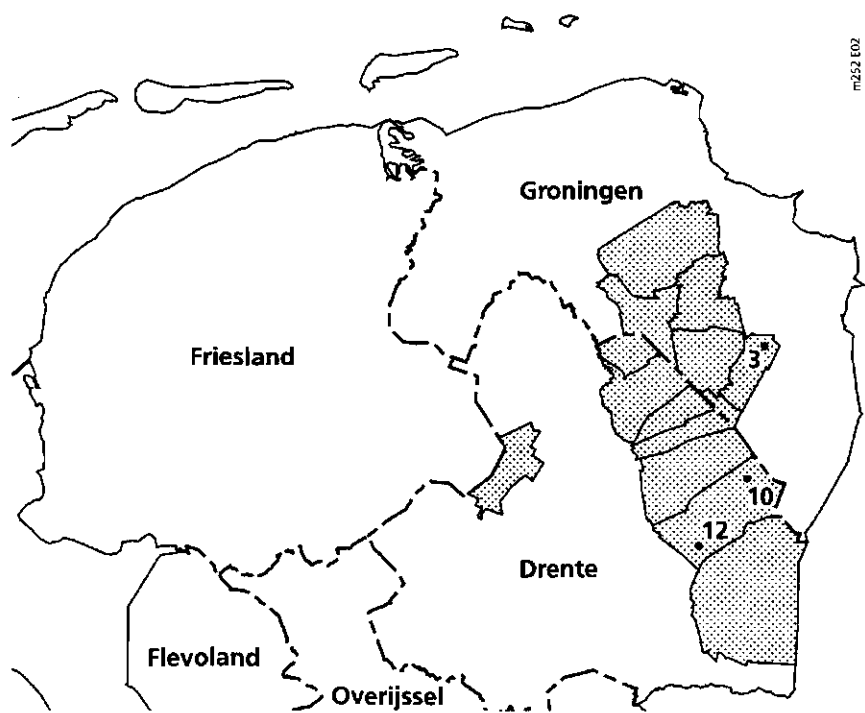 m252 E02
Groningen
Friesland
3
10
12
Drente
Flevoland
Overijssel